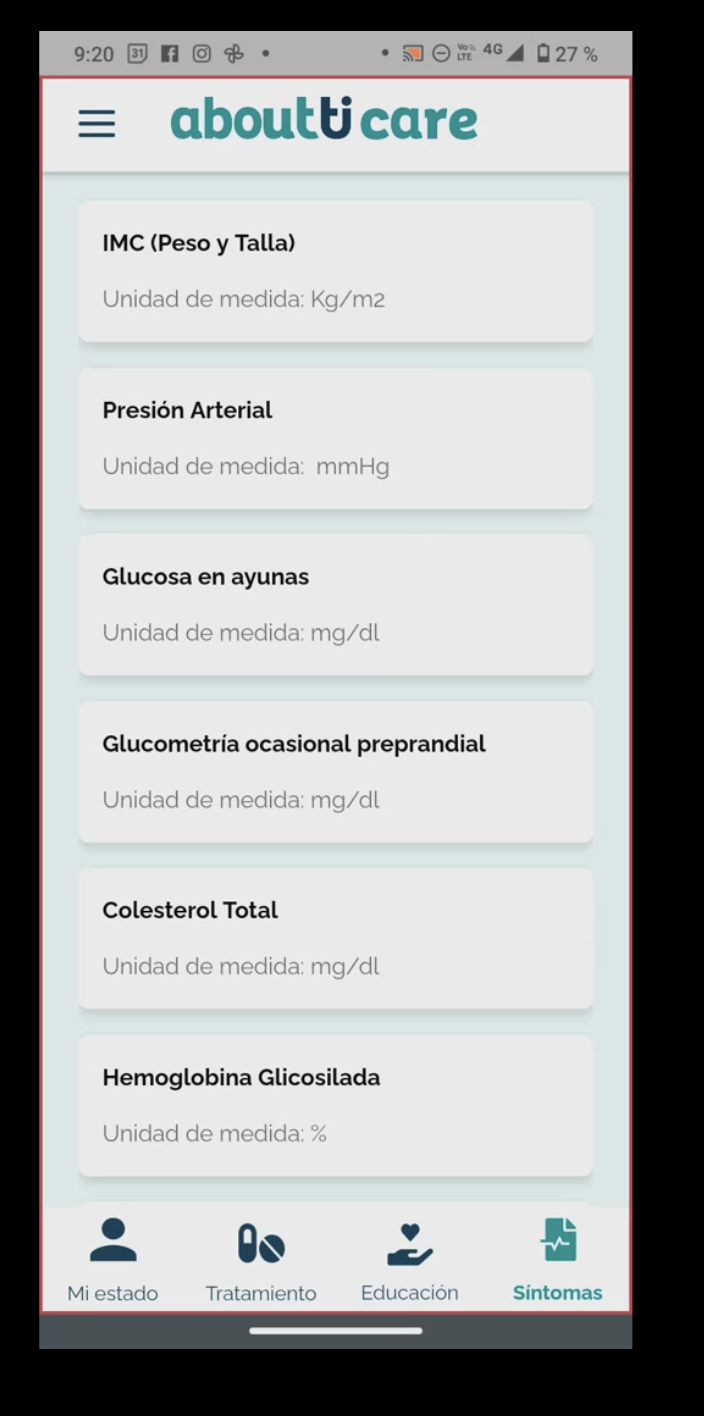 9:20 31 VoLTE 4G 27 %
aboutti care
IMC (Peso y Talla)
Unidad de medida: Kg/m2
Presión Arterial
Unidad de medida: mmHg
Glucosa en ayunas
Unidad de medida: mg/dl
Glucometría ocasional preprandial
Unidad de medida: mg/dl
Colesterol Total
Unidad de medida: mg/dl
Hemoglobina Glicosilada
Unidad de medida: %
Mi estado Tratamiento Educación Síntomas